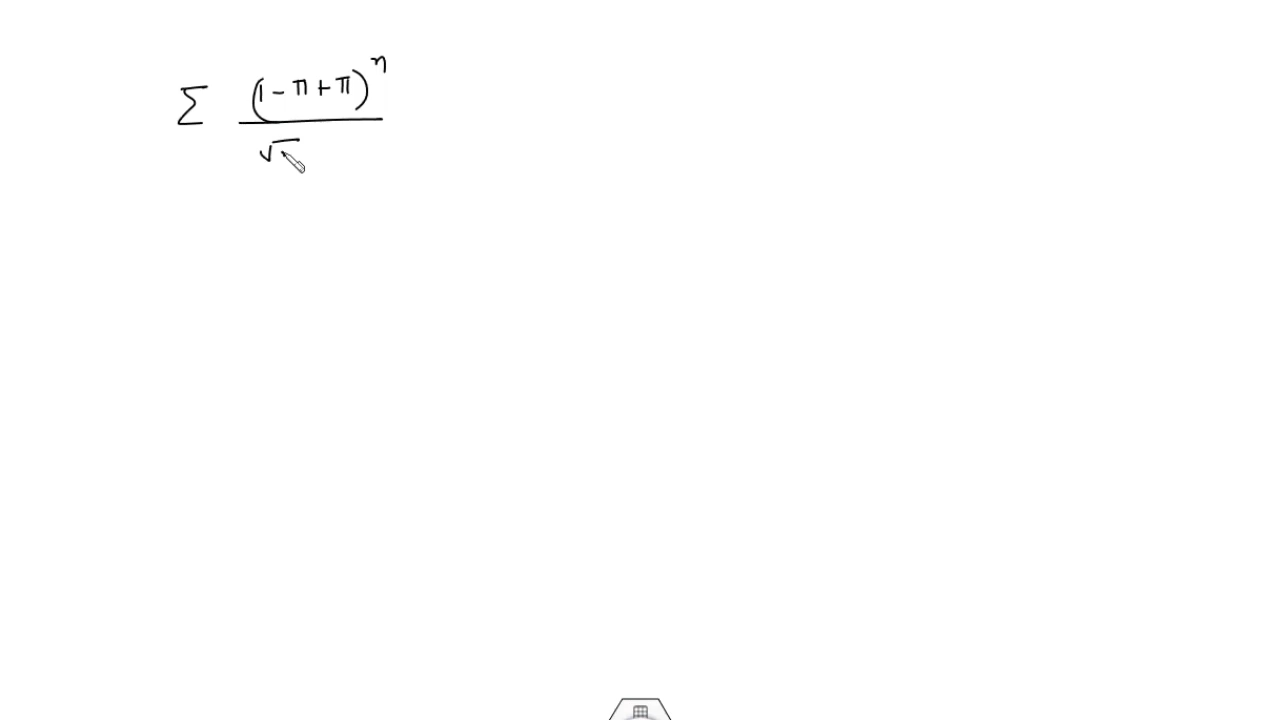 Σ (1 - π + π)^n / √